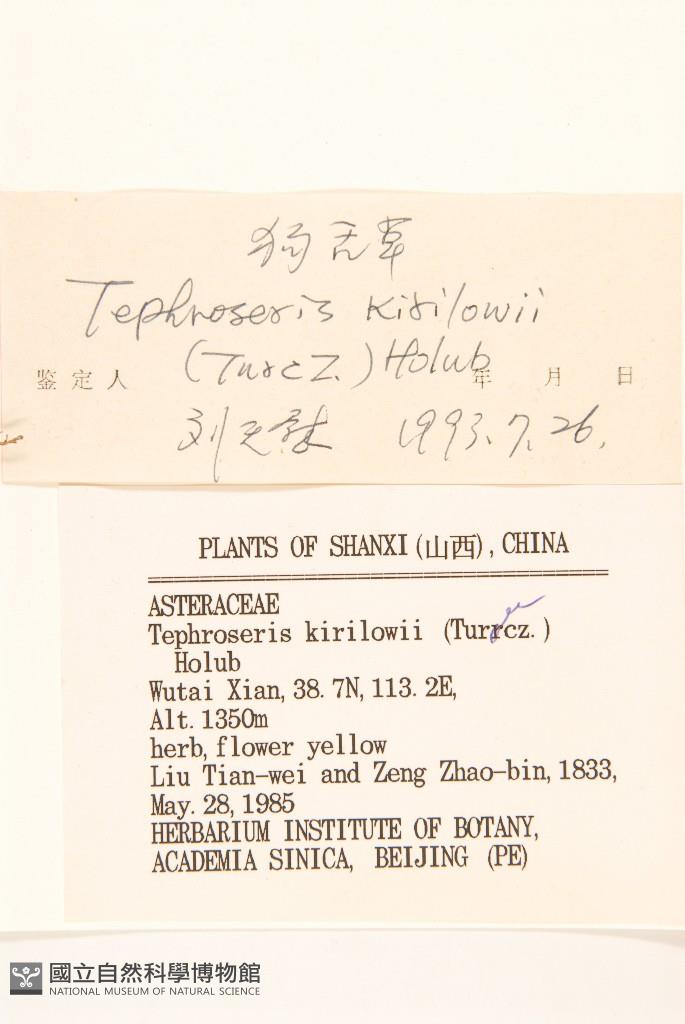 狗舌草
Tephroseris kirilowii
(Turcz.) Holub
鉴定人 年 月 日
刘天慰 1993.7.26.
PLANTS OF SHANXI (山西), CHINA
ASTERACEAE
Tephroseris kirilowii (Turrcz.)
Holub
Wutai Xian, 38. 7N, 113. 2E,
Alt. 1350m
herb, flower yellow
Liu Tian-wei and Zeng Zhao-bin, 1833,
May. 28, 1985
HERBARIUM INSTITUTE OF BOTANY,
ACADEMIA SINICA, BEIJING (PE)
國立自然科學博物館
NATIONAL MUSEUM OF NATURAL SCIENCE